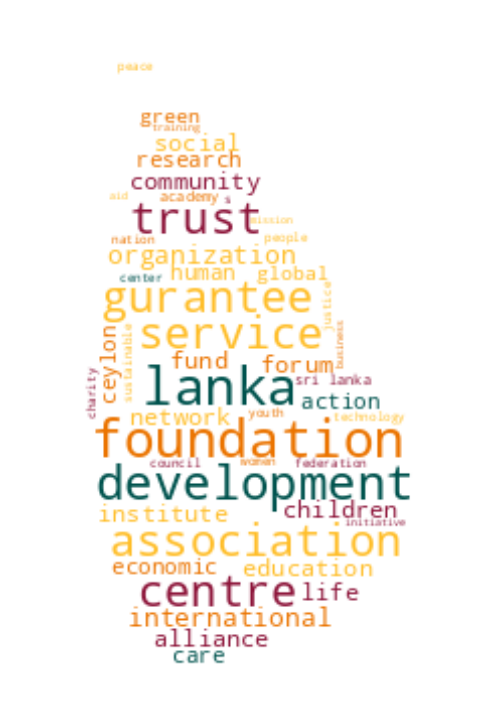 peace
green
training
social
research
community
aid academy s
trust mission
nation people
organization
center human global
gurantee justice
service business
ceylon sustainable fund forum
charity lanka sri lanka
action
network youth technology
foundation
council women federation
development
institute children
initiative
association
economic education
centre life
international
alliance
care